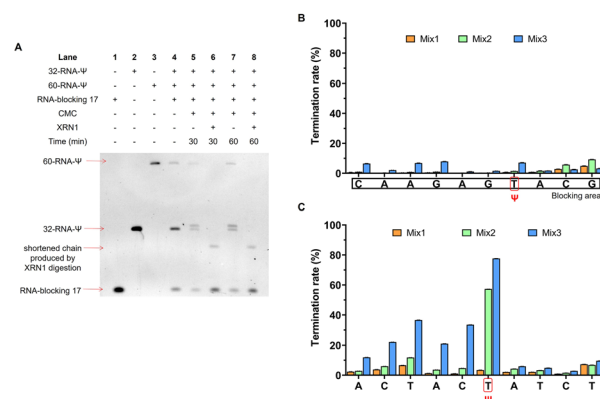 A
Lane 1 2 3 4 5 6 7 8
32-RNA-Ψ - + - + + + + +
60-RNA-Ψ - - + + + + + +
RNA-blocking 17 + - - + + + + +
CMC - - - - + + + +
XRN1 - - - - - + - +
Time (min) - - - - 30 30 60 60
60-RNA-Ψ
32-RNA-Ψ
shortened chain
produced by
XRN1 digestion
RNA-blocking 17
B
Termination rate (%)
100
80
60
40
20
0
Mix1 Mix2 Mix3
C A A G A G T A C G
Ψ
Blocking area
C
Termination rate (%)
100
80
60
40
20
0
Mix1 Mix2 Mix3
A C T A C T A T C T
Ψ